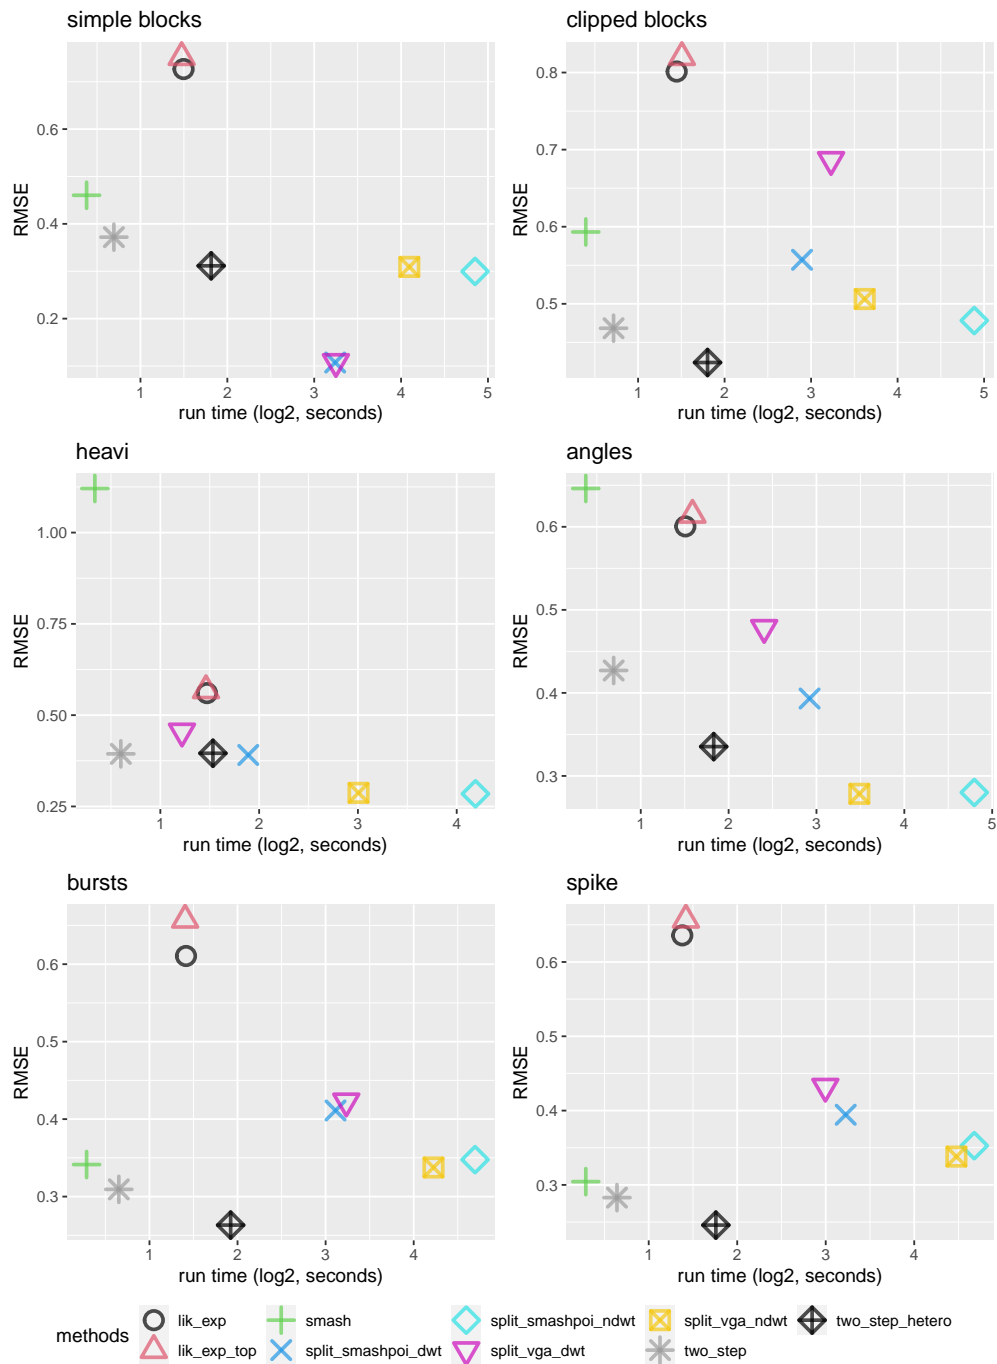 simple blocks
RMSE
0.6
0.4
0.2
1 2 3 4 5
run time (log2, seconds)
clipped blocks
RMSE
0.8
0.7
0.6
0.5
1 2 3 4 5
run time (log2, seconds)
heavi
RMSE
1.00
0.75
0.50
0.25
1 2 3 4
run time (log2, seconds)
angles
RMSE
0.6
0.5
0.4
0.3
1 2 3 4 5
run time (log2, seconds)
bursts
RMSE
0.6
0.5
0.4
0.3
1 2 3 4
run time (log2, seconds)
spike
RMSE
0.6
0.5
0.4
0.3
1 2 3 4
run time (log2, seconds)
methods
lik_exp smash split_smashpoi_ndwt split_vga_ndwt two_step_hetero
lik_exp_top split_smashpoi_dwt split_vga_dwt two_step